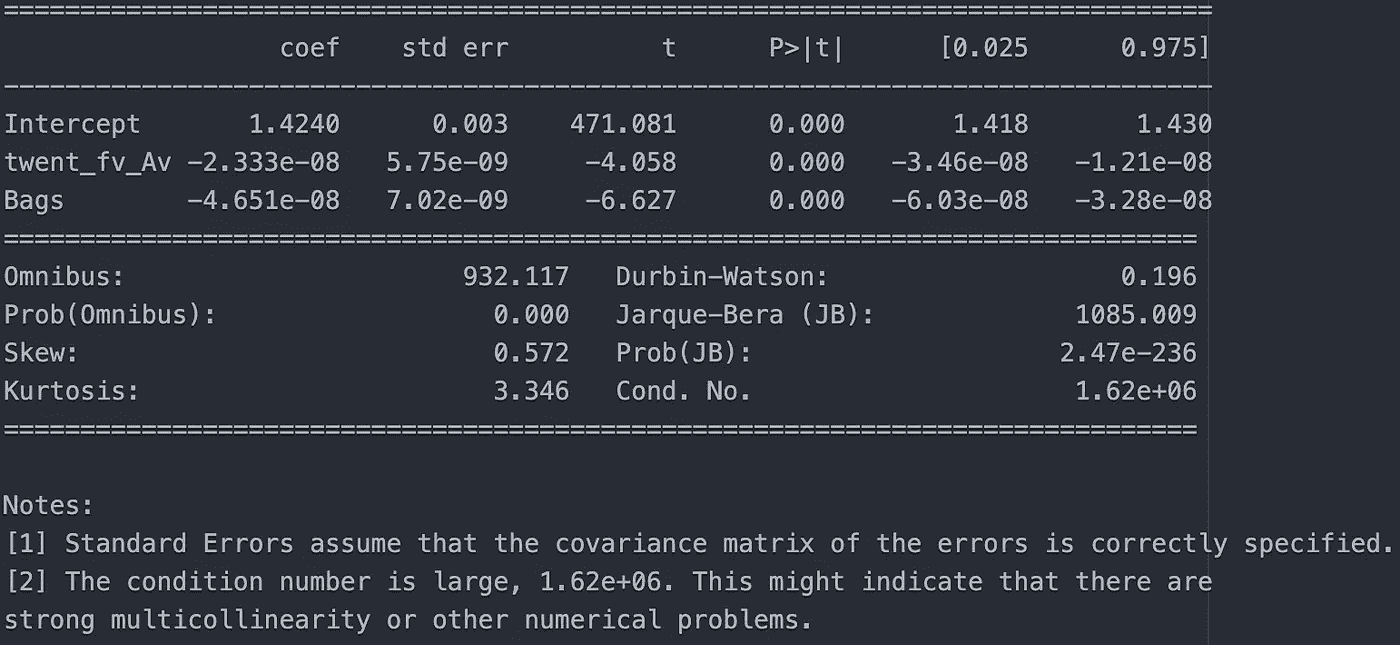 ==============================================================================
                  coef    std err          t      P>|t|      [0.025      0.975]
------------------------------------------------------------------------------
Intercept       1.4240      0.003    471.081      0.000       1.418       1.430
twent_fv_Av -2.333e-08   5.75e-09     -4.058      0.000   -3.46e-08   -1.21e-08
Bags        -4.651e-08   7.02e-09     -6.627      0.000   -6.03e-08   -3.28e-08
==============================================================================
Omnibus:                      932.117   Durbin-Watson:                   0.196
Prob(Omnibus):                  0.000   Jarque-Bera (JB):             1085.009
Skew:                           0.572   Prob(JB):                    2.47e-236
Kurtosis:                       3.346   Cond. No.                     1.62e+06
==============================================================================

Notes:
[1] Standard Errors assume that the covariance matrix of the errors is correctly specified.
[2] The condition number is large, 1.62e+06. This might indicate that there are
strong multicollinearity or other numerical problems.